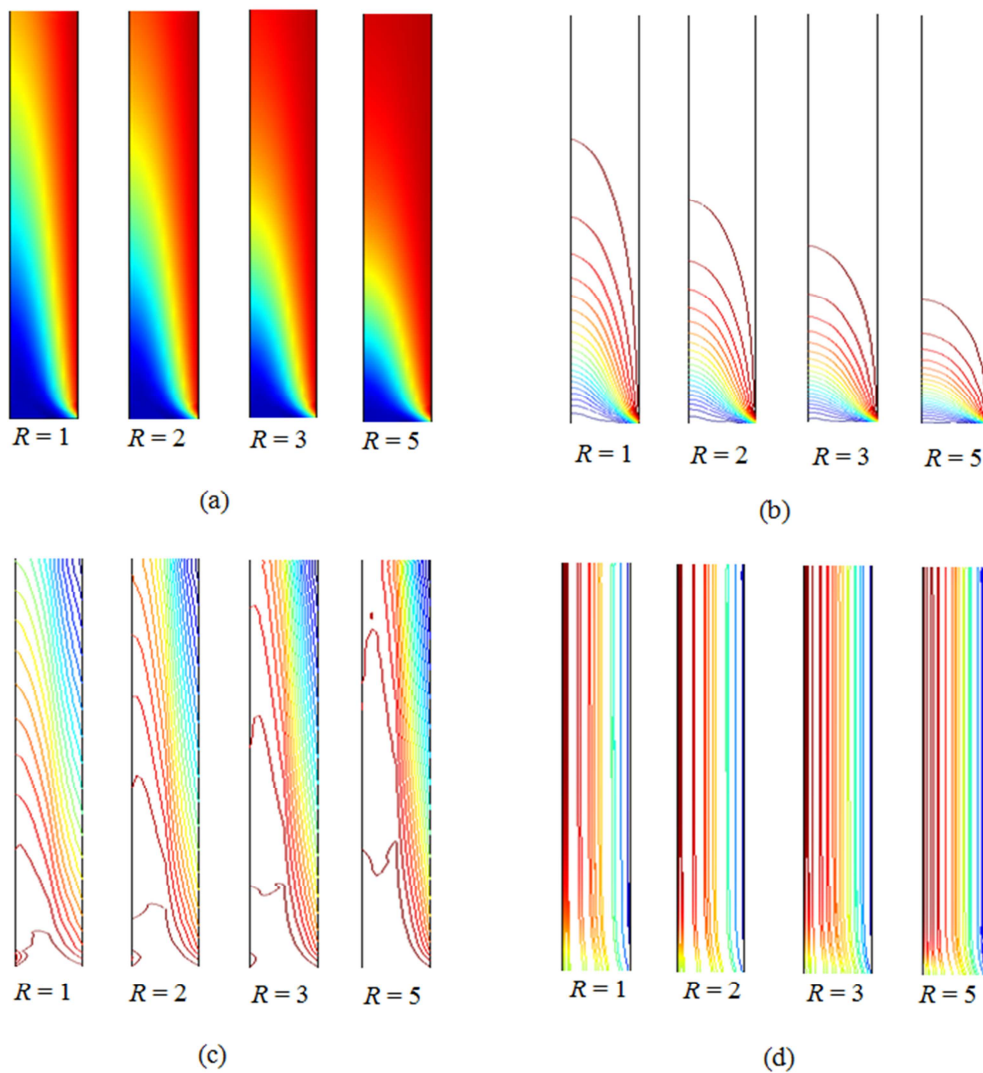 R = 1 R = 2 R = 3 R = 5
(a)
R = 1 R = 2 R = 3 R = 5
(b)
R = 1 R = 2 R = 3 R = 5
(c)
R = 1 R = 2 R = 3 R = 5
(d)